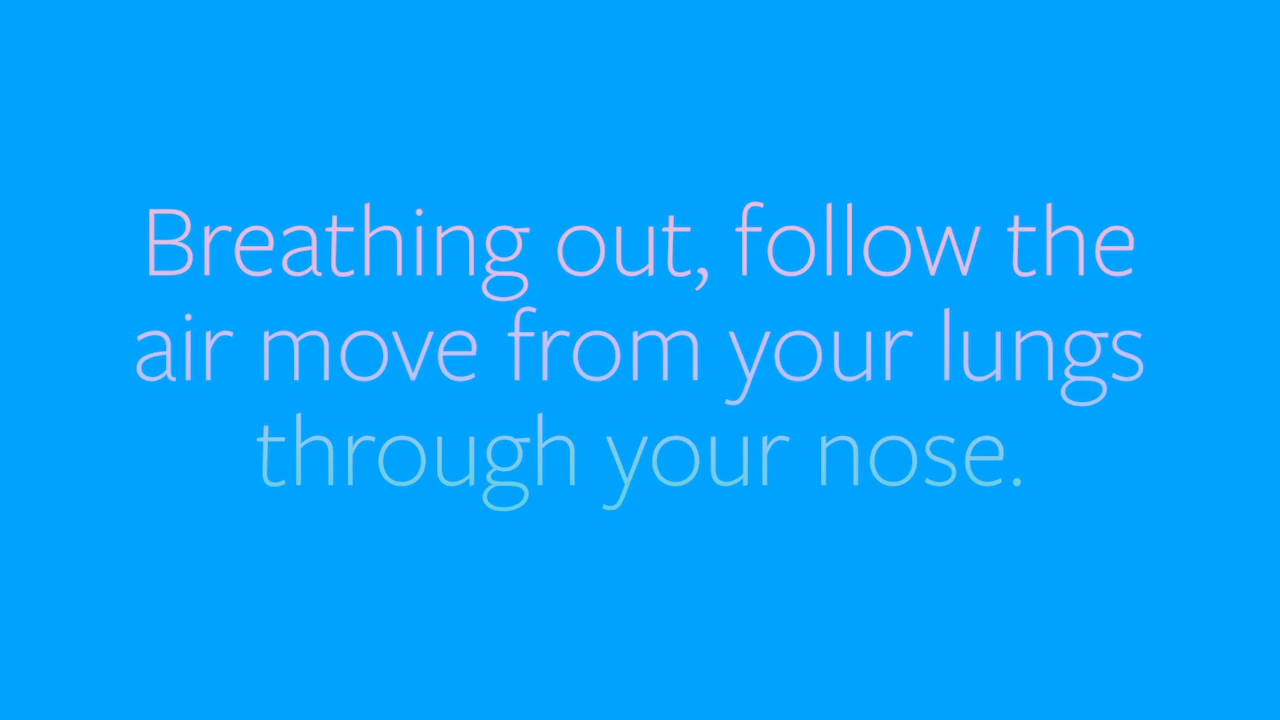 Breathing out, follow the
air move from your lungs
through your nose.